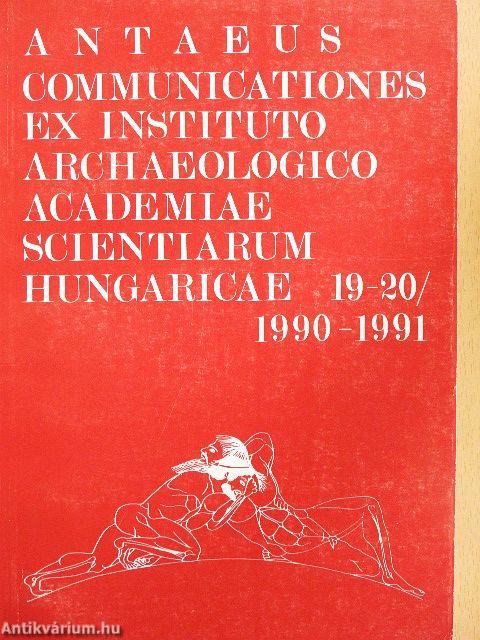 ANTAEUS
COMMUNICATIONES
EX INSTITUTO
ARCHAEOLOGICO
ACADEMIAE
SCIENTIARUM
HUNGARICAE 19-20/
1990-1991
Antikvárium.hu